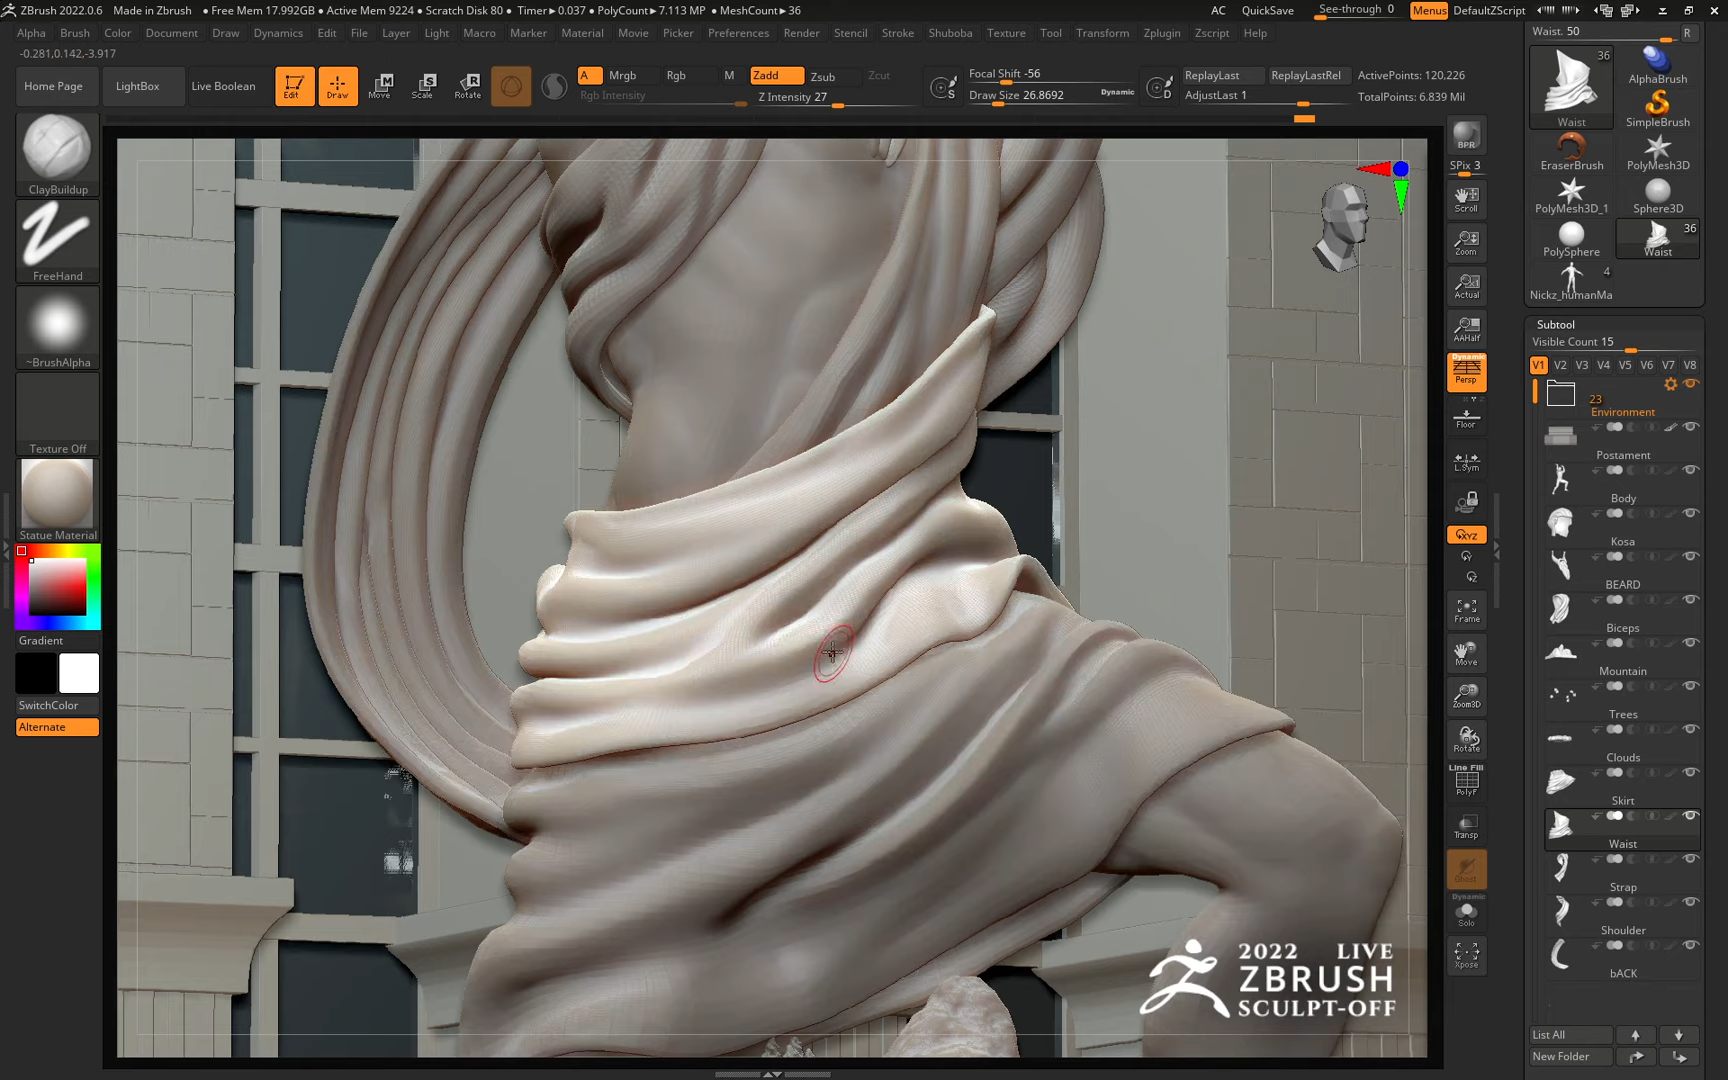 ZBrush 2022.0.6 Made in Zbrush • Free Mem 17.992GB • Active Mem 9224 • Scratch Disk 80 • Timer▸0.037 • PolyCount▸7.113 MP • MeshCount▸36 AC QuickSave See-through 0 Menus DefaultZScript
Alpha Brush Color Document Draw Dynamics Edit File Layer Light Macro Marker Material Movie Picker Preferences Render Shuboba Stencil Stroke Texture Tool Transform Zplugin Zscript Help
-0.281,0.142,-3.917
Home Page LightBox Live Boolean Edit Draw Move Scale Rotate
A Mrgb Rgb M Zadd Zsub Zcut
Rgb Intensity Z Intensity 27
S Focal Shift -56
Draw Size 26.8692 Dynamic
D ReplayLast ReplayLastRel ActivePoints: 120,226
AdjustLast 1 TotalPoints: 6.839 Mil
ClayBuildup
FreeHand
~BrushAlpha
Texture Off
Statue Material
Gradient
SwitchColor
Alternate
BPR
SPix 3
Scroll
Zoom
Actual
AAHalf
Dynamic
Persp
Floor
L.Sym
XYZ
Frame
Move
Zoom3D
Rotate
Line Fill
PolyF
Transp
Ghost
Dynamic
Solo
Xpose
Waist. 50 R
36
Waist
AlphaBrush
SimpleBrush
EraserBrush PolyMesh3D
PolyMesh3D_1 Sphere3D
36
PolySphere Waist
4
Nickz_humanMa
Subtool
Visible Count 15
V1 V2 V3 V4 V5 V6 V7 V8
23
Environment
Postament
Body
Kosa
BEARD
Biceps
Mountain
Trees
Clouds
Skirt
Waist
Strap
Shoulder
bACK
List All
New Folder
2022 LIVE
ZBRUSH
SCULPT-OFF